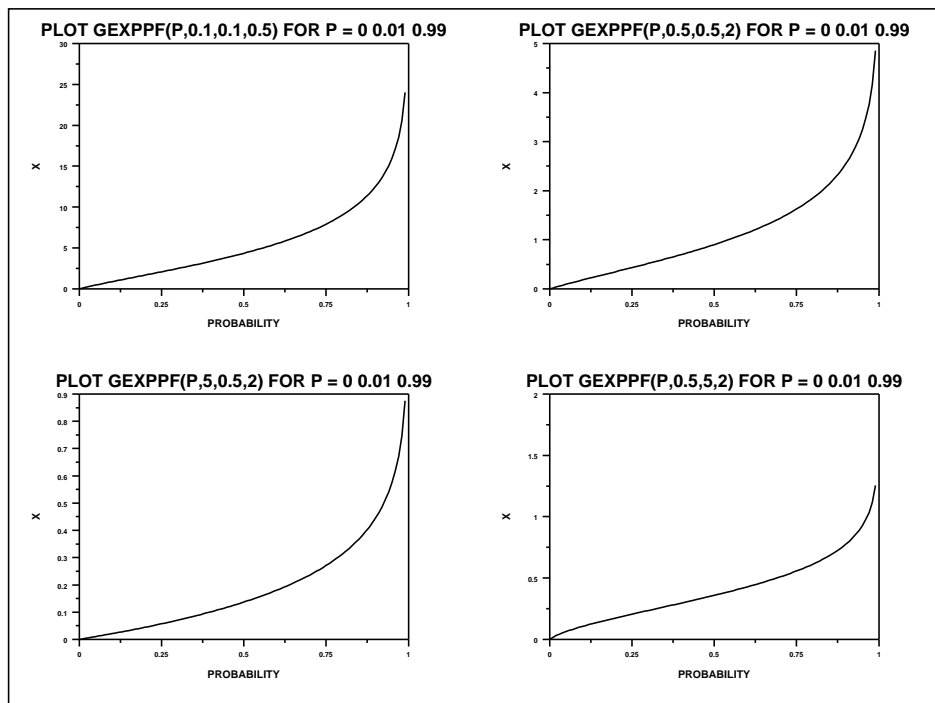 PLOT GEXPPF(P,0.1,0.1,0.5) FOR P = 0 0.01 0.99
30
25
20
15
10
5
0
X
0 0.25 0.5 0.75 1
PROBABILITY
PLOT GEXPPF(P,0.5,0.5,2) FOR P = 0 0.01 0.99
5
4
3
2
1
0
X
0 0.25 0.5 0.75 1
PROBABILITY
PLOT GEXPPF(P,5,0.5,2) FOR P = 0 0.01 0.99
0.9
0.8
0.7
0.6
0.5
0.4
0.3
0.2
0.1
0
X
0 0.25 0.5 0.75 1
PROBABILITY
PLOT GEXPPF(P,0.5,5,2) FOR P = 0 0.01 0.99
2
1.5
1
0.5
0
X
0 0.25 0.5 0.75 1
PROBABILITY